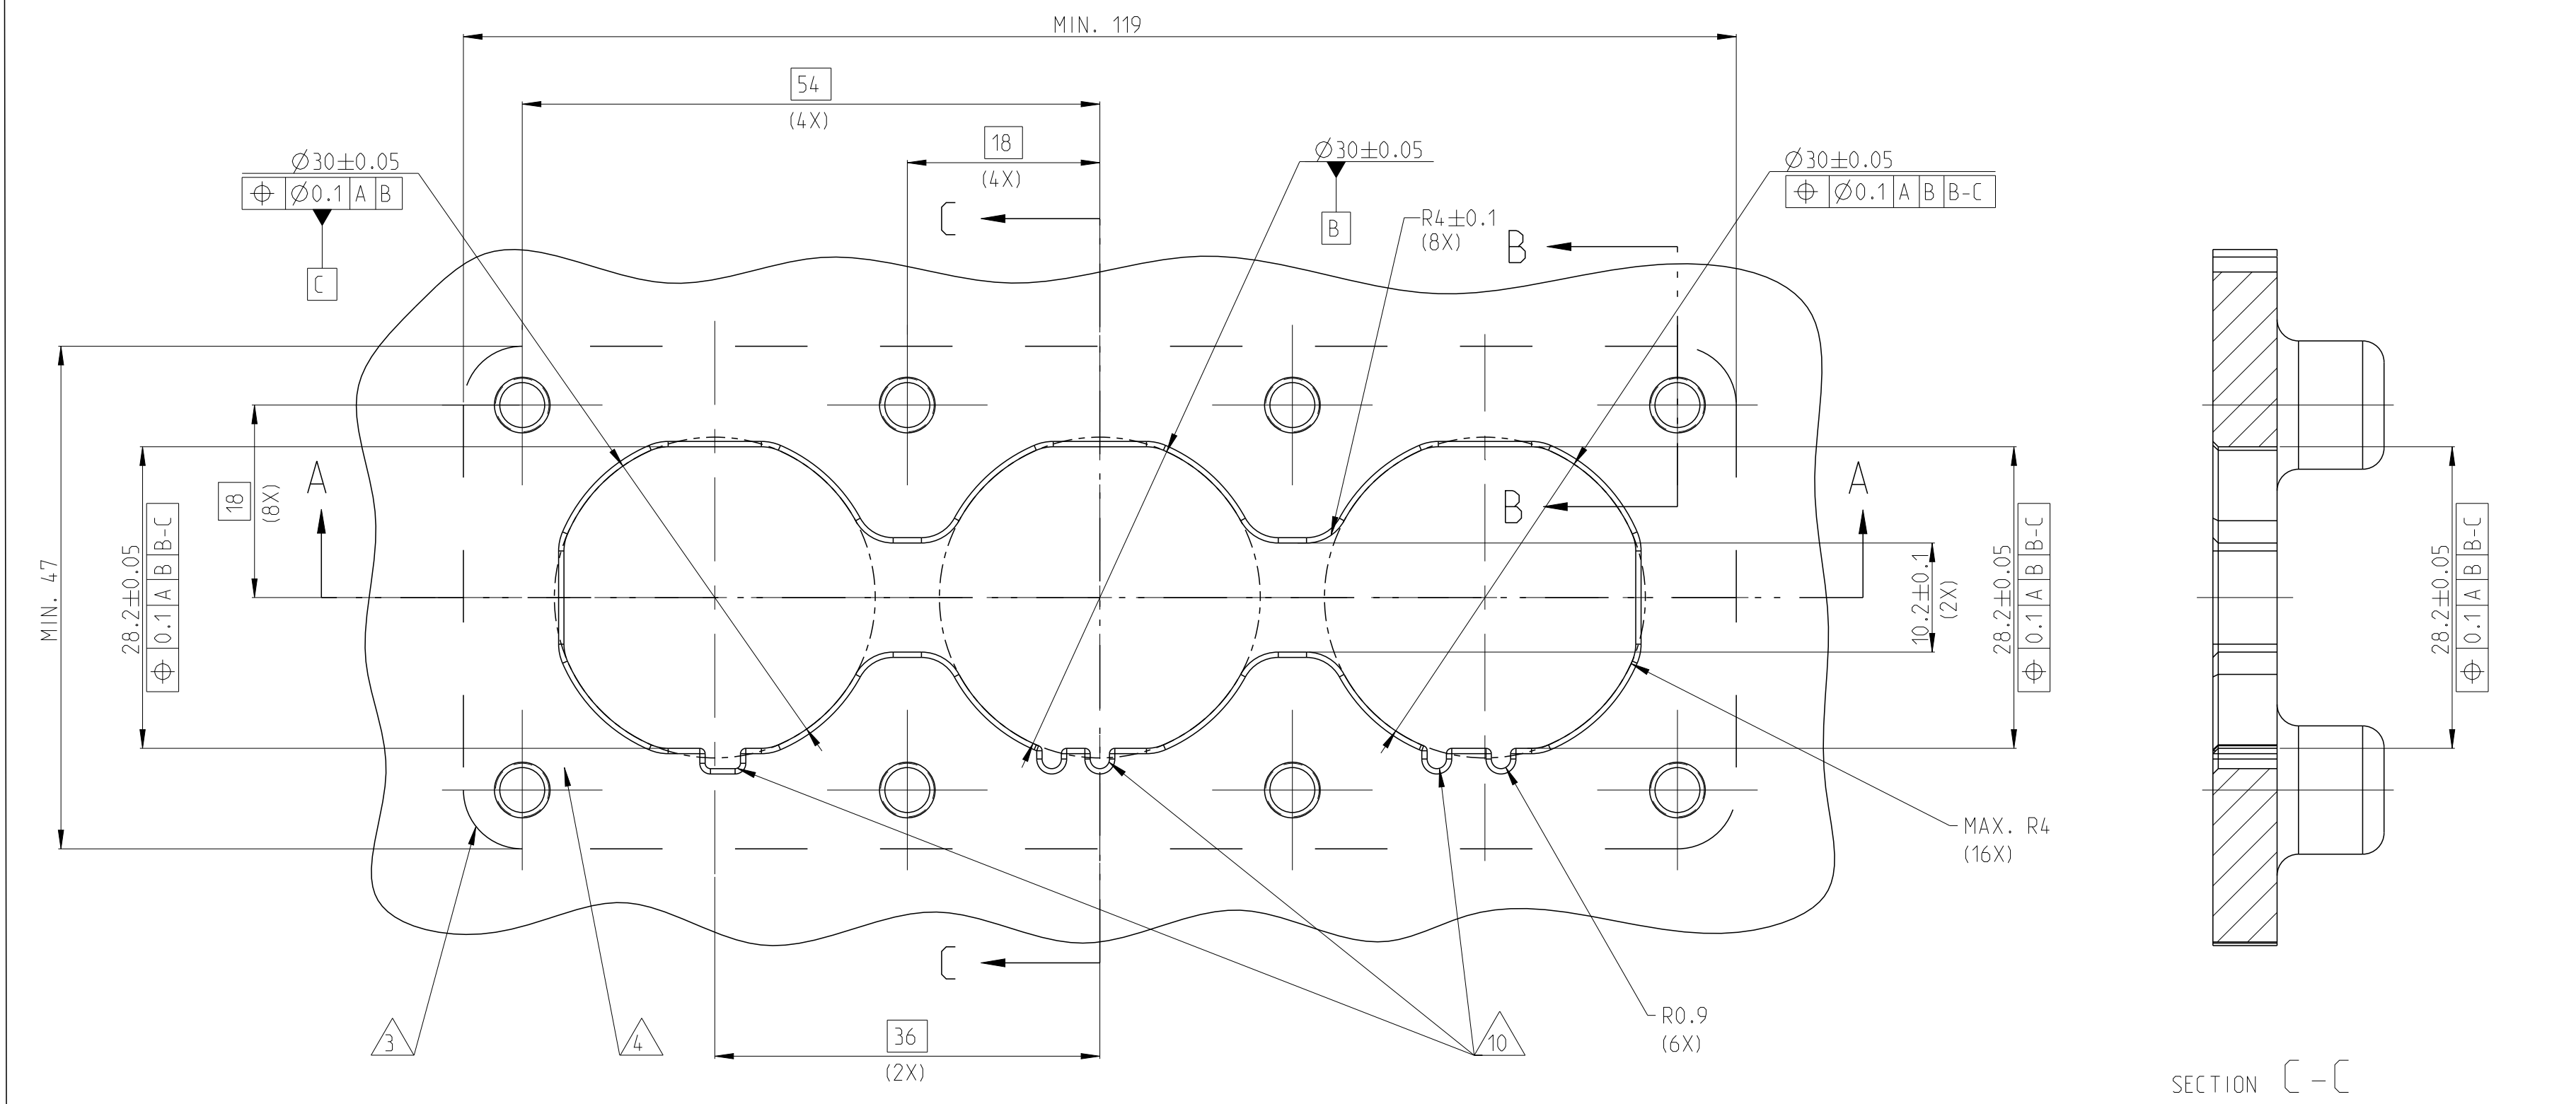 MIN. 119
54
(4X)
18
(4X)
Ø30±0.05
⌖ Ø0.1 A B
C
Ø30±0.05
B
Ø30±0.05
⌖ Ø0.1 A B B-C
C
R4±0.1
(8X)
B
A
18
(8X)
B
A
MIN. 47
28.2±0.05
⌖ 0.1 A B B-C
10.2±0.1
(2X)
28.2±0.05
⌖ 0.1 A B B-C
28.2±0.05
⌖ 0.1 A B B-C
MAX. R4
(16X)
C
3
4
36
(2X)
10
R0.9
(6X)
SECTION C-C